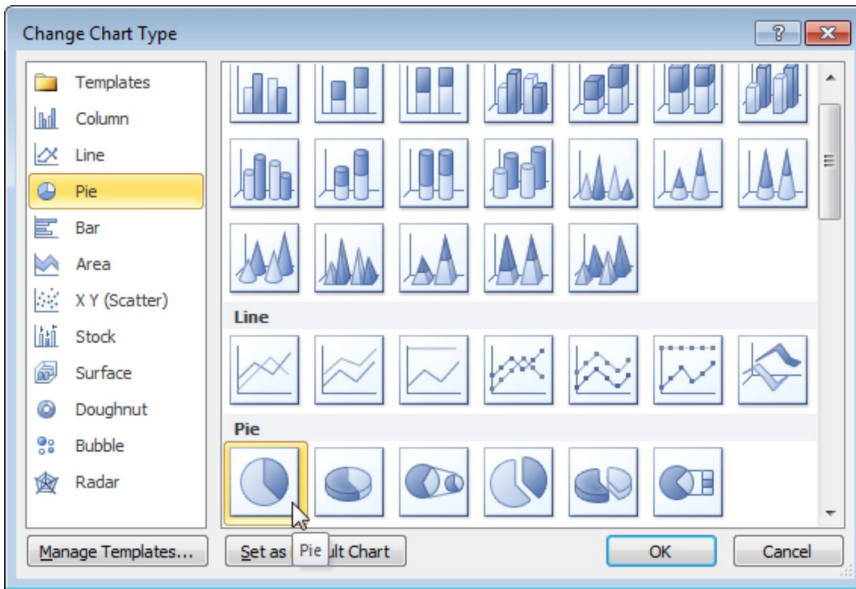 Change Chart Type
Templates
Column
Line
Pie
Bar
Area
X Y (Scatter)
Stock
Surface
Doughnut
Bubble
Radar
Line
Pie
Manage Templates...
Set as
ult Chart
Pie
OK
Cancel